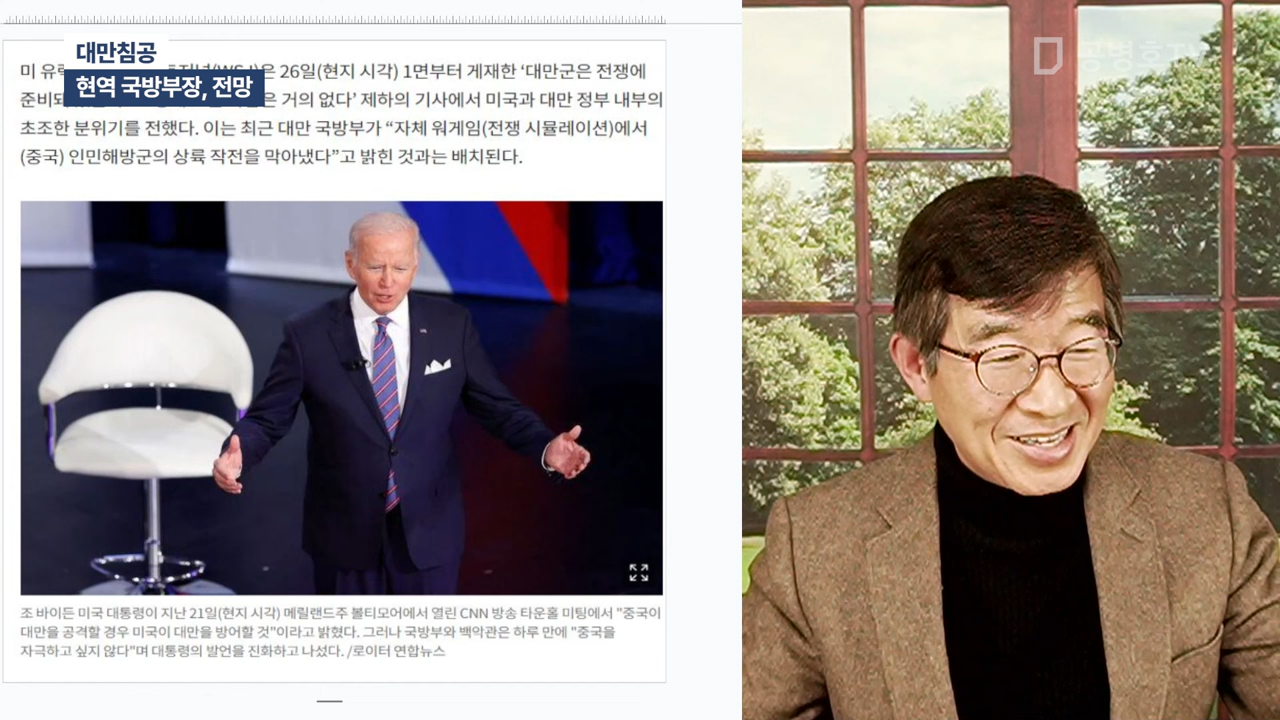 대만침공
현역 국방부장, 전망
미 유력 (WSJ)은 26일(현지 시각) 1면부터 게재한 ‘대만군은 전쟁에
준비되 은 거의 없다’ 제하의 기사에서 미국과 대만 정부 내부의
초조한 분위기를 전했다. 이는 최근 대만 국방부가 “자체 워게임(전쟁 시뮬레이션)에서
(중국) 인민해방군의 상륙 작전을 막아냈다”고 밝힌 것과는 배치된다.
조 바이든 미국 대통령이 지난 21일(현지 시각) 메릴랜드주 볼티모어에서 열린 CNN 방송 타운홀 미팅에서 "중국이
대만을 공격할 경우 미국이 대만을 방어할 것"이라고 밝혔다. 그러나 국방부와 백악관은 하루 만에 "중국을
자극하고 싶지 않다"며 대통령의 발언을 진화하고 나섰다. /로이터 연합뉴스
공병호TV